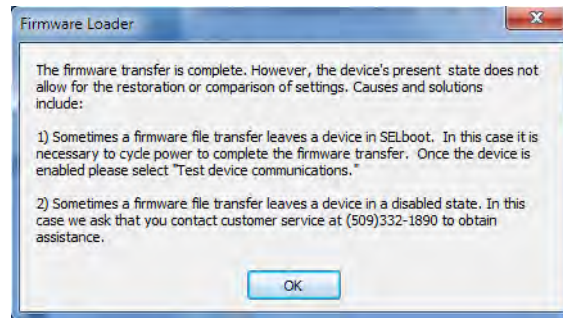 Firmware Loader
The firmware transfer is complete. However, the device's present state does not
allow for the restoration or comparison of settings. Causes and solutions
include:
1) Sometimes a firmware file transfer leaves a device in SELboot. In this case it is
necessary to cycle power to complete the firmware transfer. Once the device is
enabled please select "Test device communications."
2) Sometimes a firmware file transfer leaves a device in a disabled state. In this
case we ask that you contact customer service at (509)332-1890 to obtain
assistance.
OK